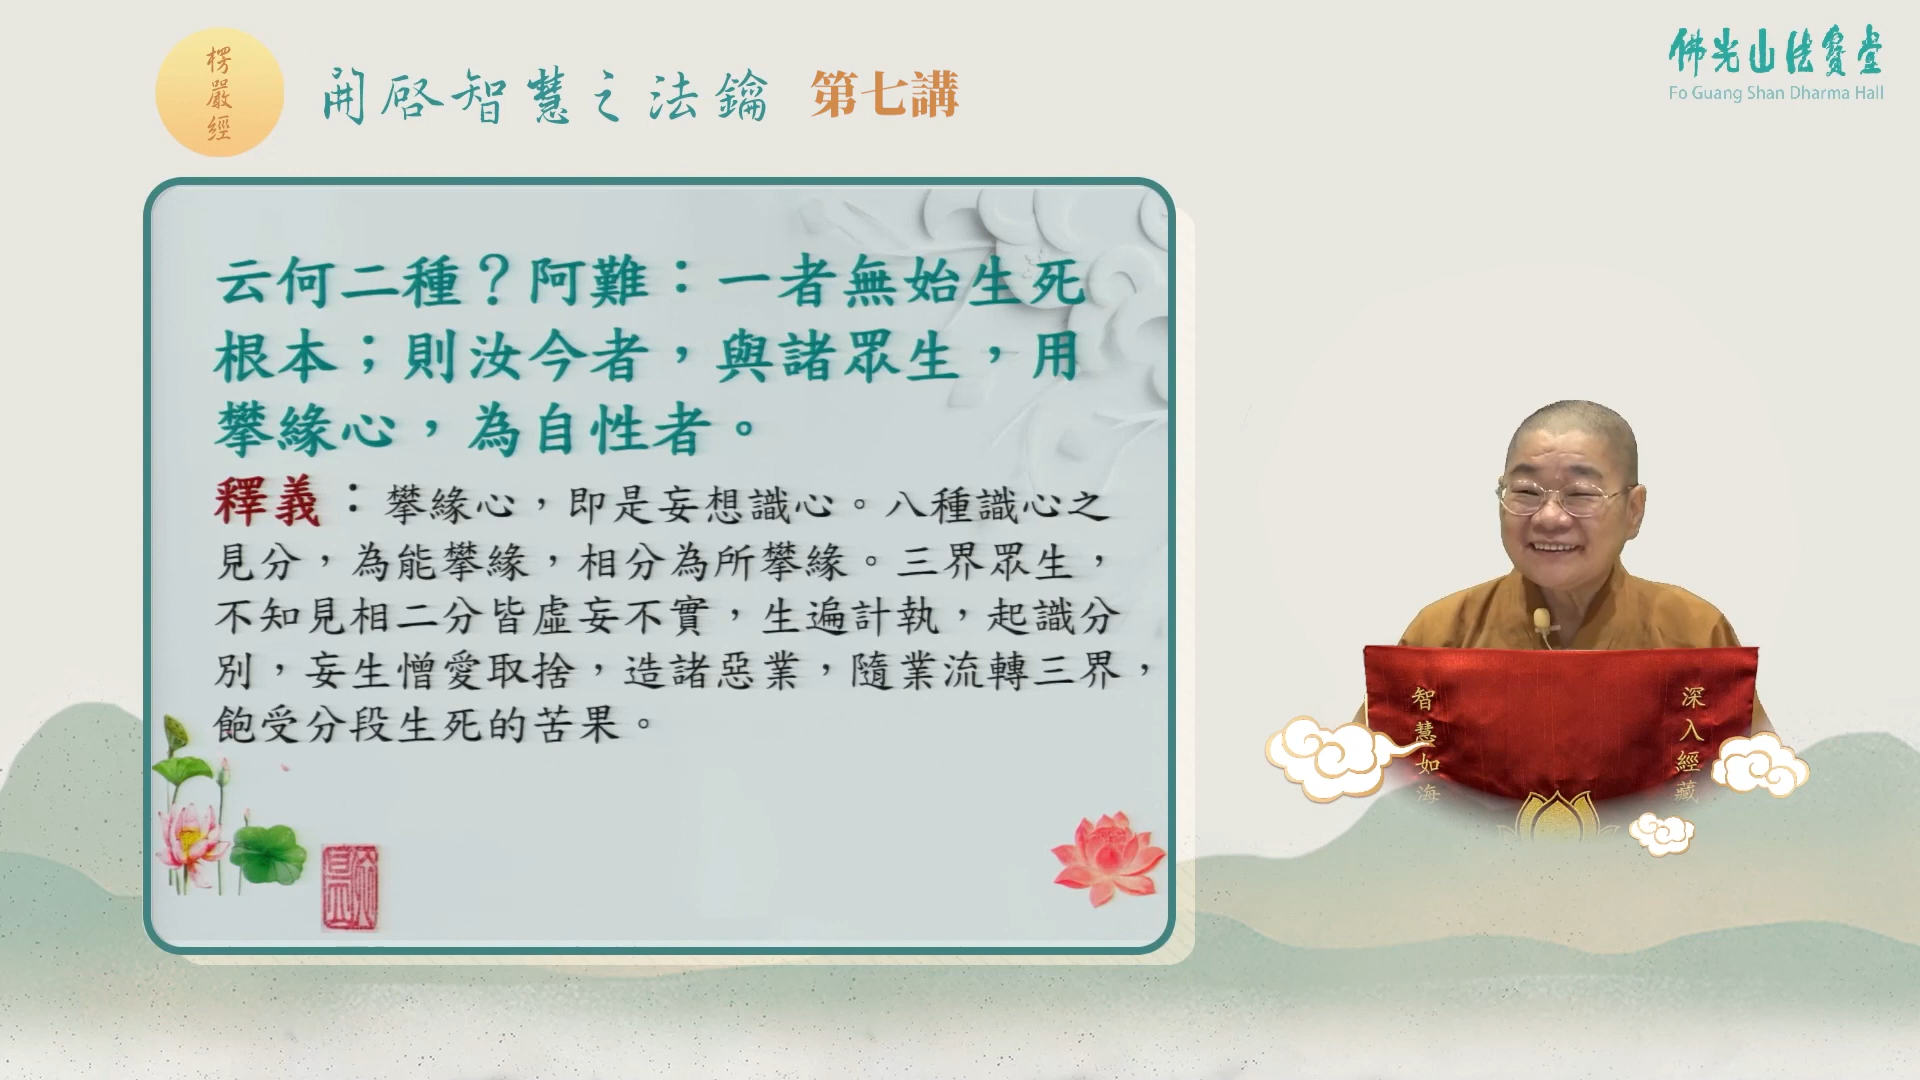 楞嚴經
開啓智慧之法鑰 第七講
佛光山法寶堂
Fo Guang Shan Dharma Hall
云何二種？阿難：一者無始生死
根本；則汝今者，與諸眾生，用
攀緣心，為自性者。
釋義：攀緣心，即是妄想識心。八種識心之
見分，為能攀緣，相分為所攀緣。三界眾生，
不知見相二分皆虛妄不實，生遍計執，起識分
別，妄生憎愛取捨，造諸惡業，隨業流轉三界，
飽受分段生死的苦果。
深入經藏
智慧如海